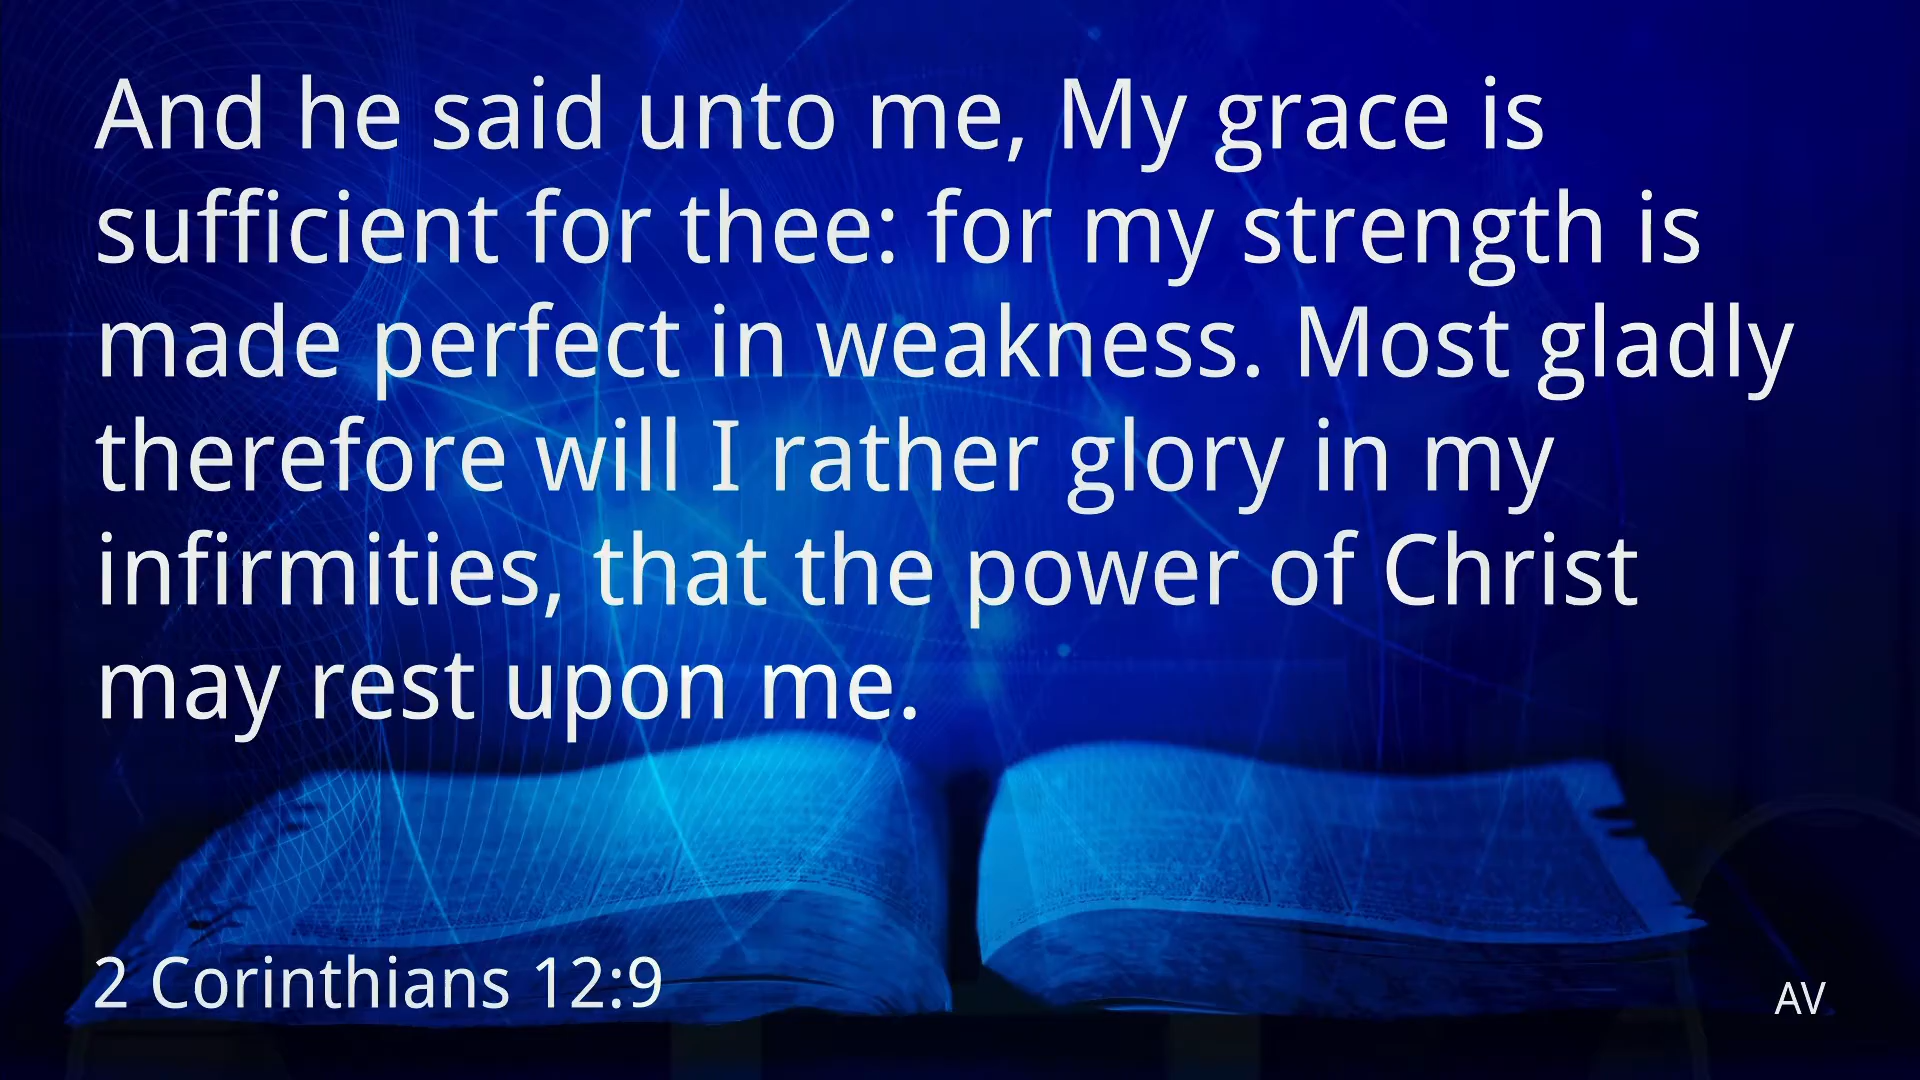 And he said unto me, My grace is
sufficient for thee: for my strength is
made perfect in weakness. Most gladly
therefore will I rather glory in my
infirmities, that the power of Christ
may rest upon me.
2 Corinthians 12:9
AV